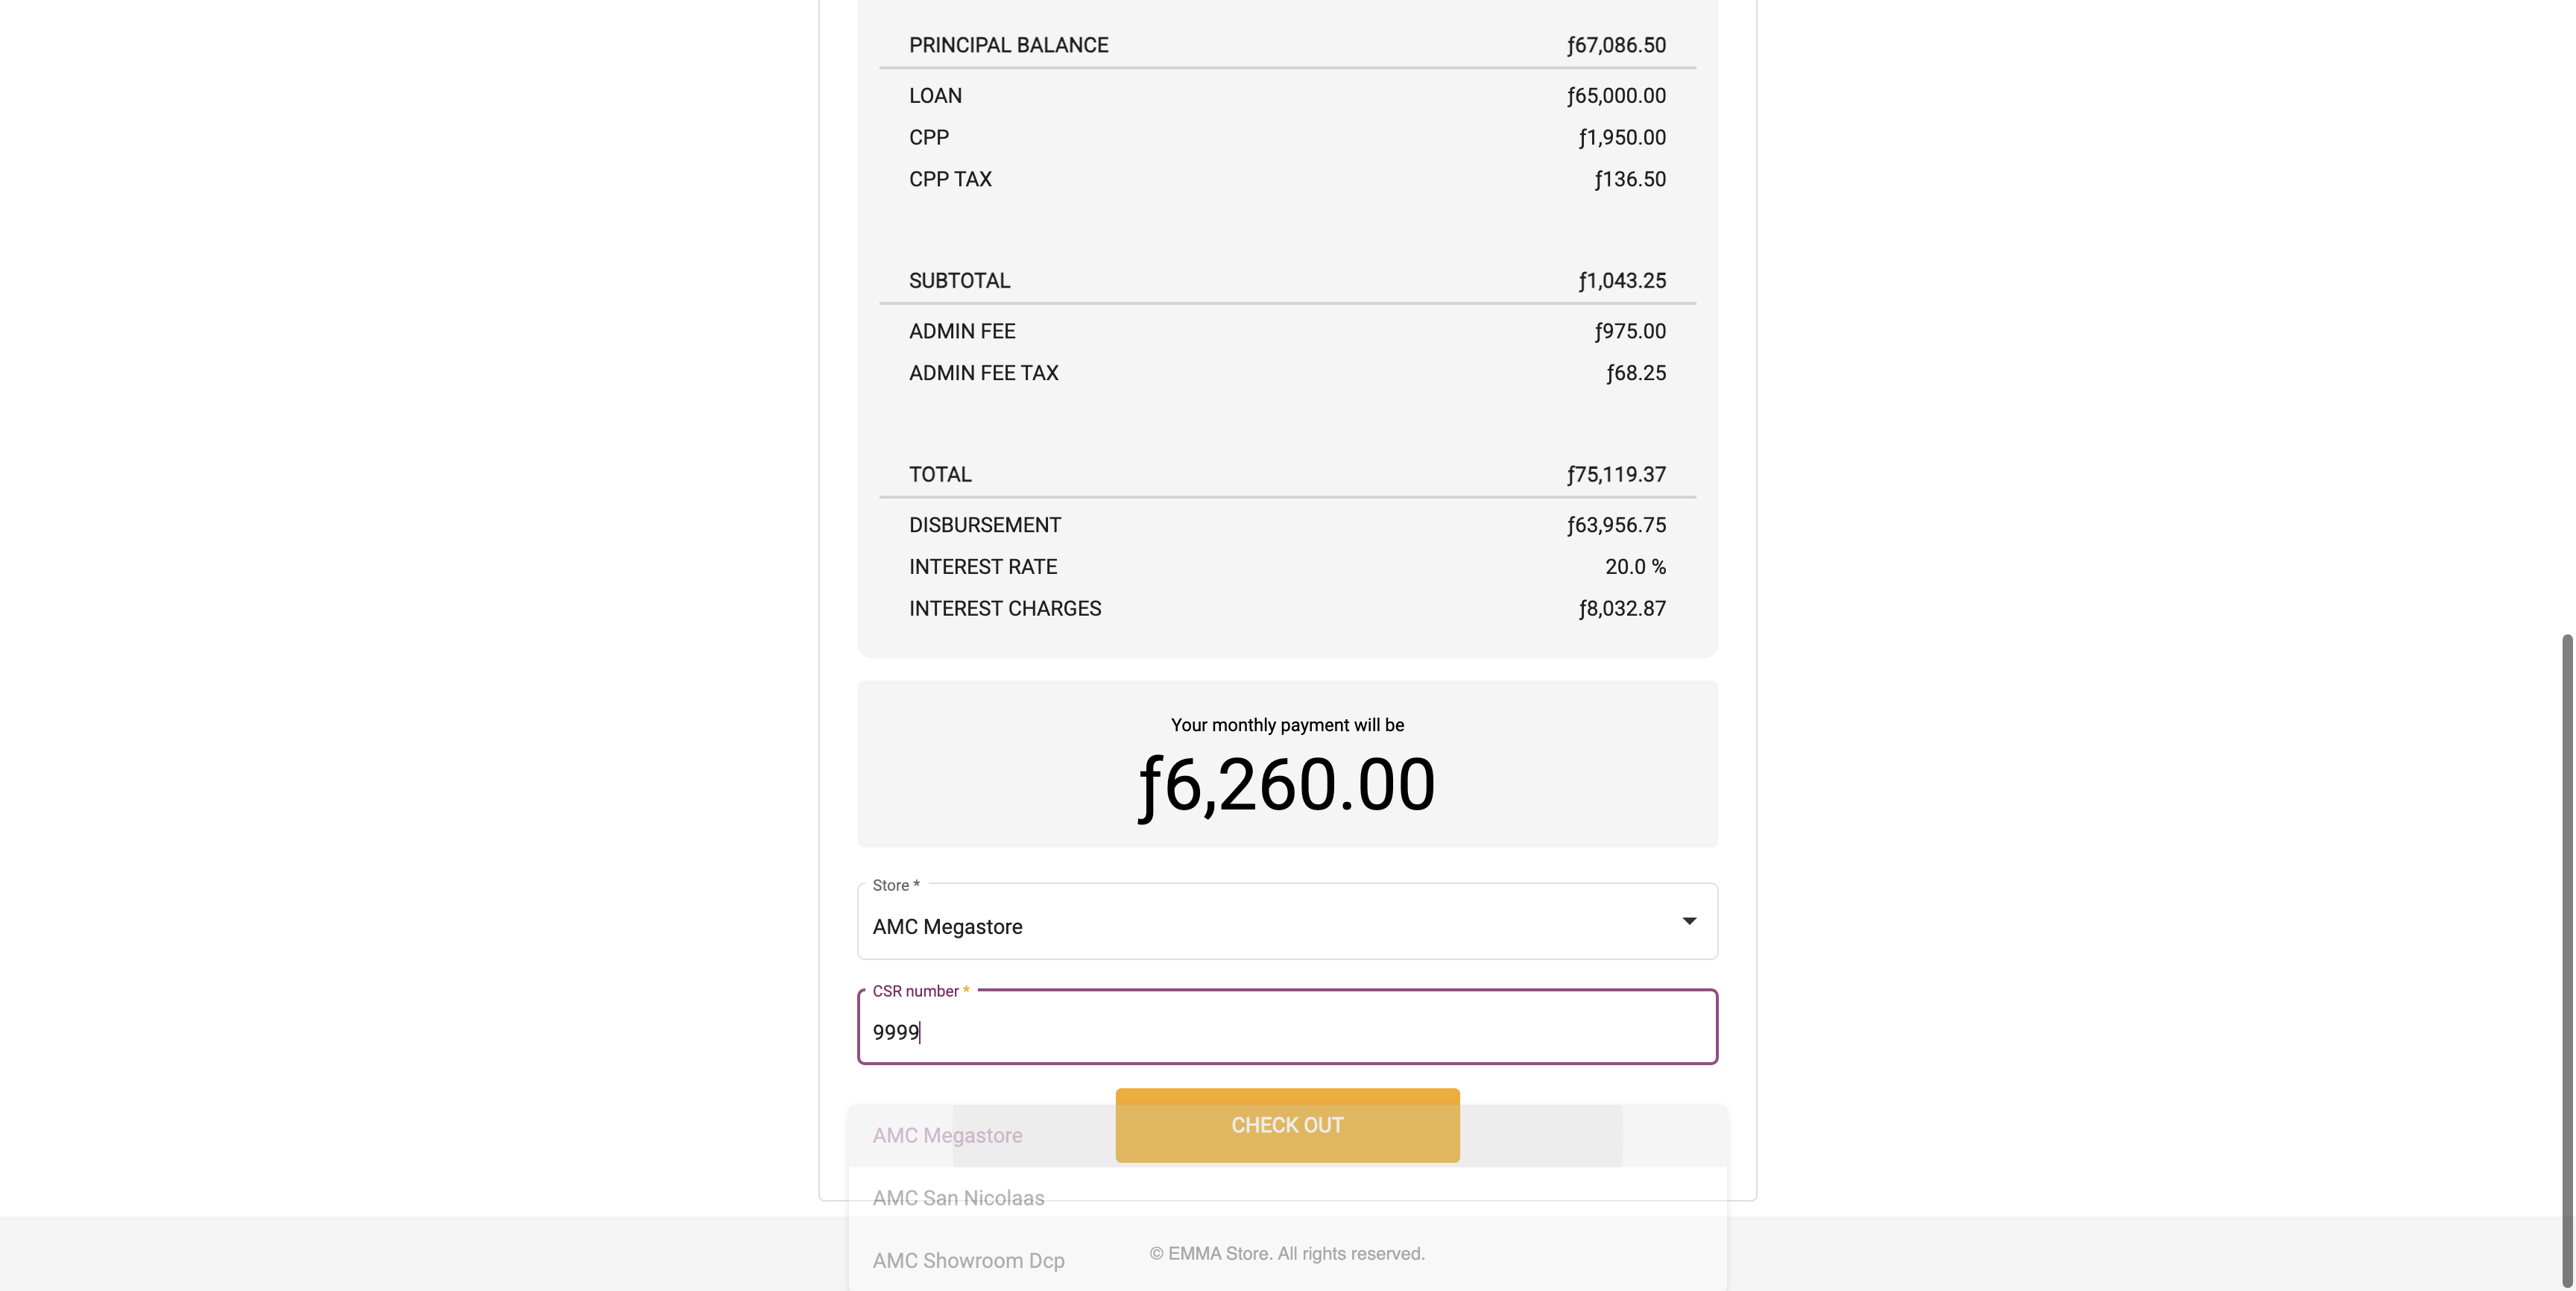 PRINCIPAL BALANCE ƒ67,086.50
LOAN ƒ65,000.00
CPP ƒ1,950.00
CPP TAX ƒ136.50
SUBTOTAL ƒ1,043.25
ADMIN FEE ƒ975.00
ADMIN FEE TAX ƒ68.25
TOTAL ƒ75,119.37
DISBURSEMENT ƒ63,956.75
INTEREST RATE 20.0 %
INTEREST CHARGES ƒ8,032.87
Your monthly payment will be
ƒ6,260.00
Store *
AMC Megastore
CSR number *
9999
CHECK OUT
AMC Megastore
AMC San Nicolaas
AMC Showroom Dcp
© EMMA Store. All rights reserved.